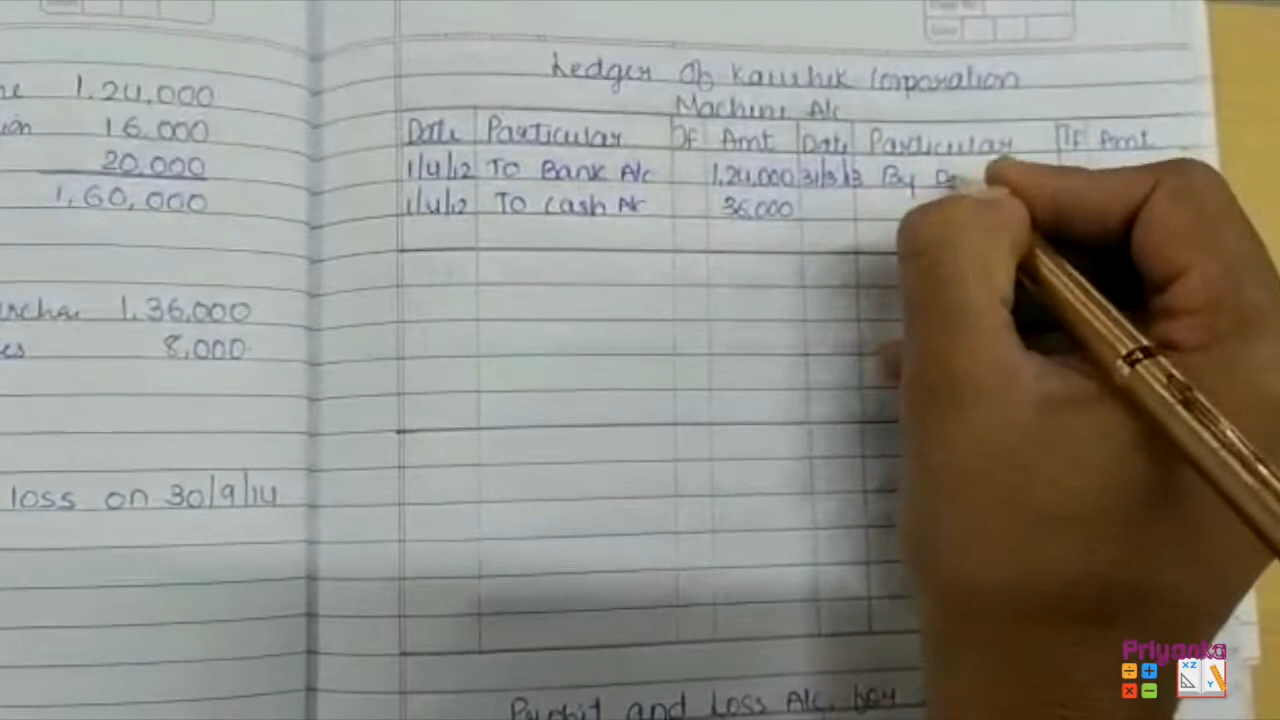 1,24,000
16,000
20,000
1,60,000
1,36,000
8,000
loss on 30/9/14
Ledger Of Kaushik Corporation
Machine A/c
Date Particular JF Amt Date Particular JF Amt
1/4/12 TO Bank A/c 1,24,000 31/3/13 By De
1/4/12 TO Cash A/c 36,000
Profit and Loss A/c.
Priyanka
XZ
Y